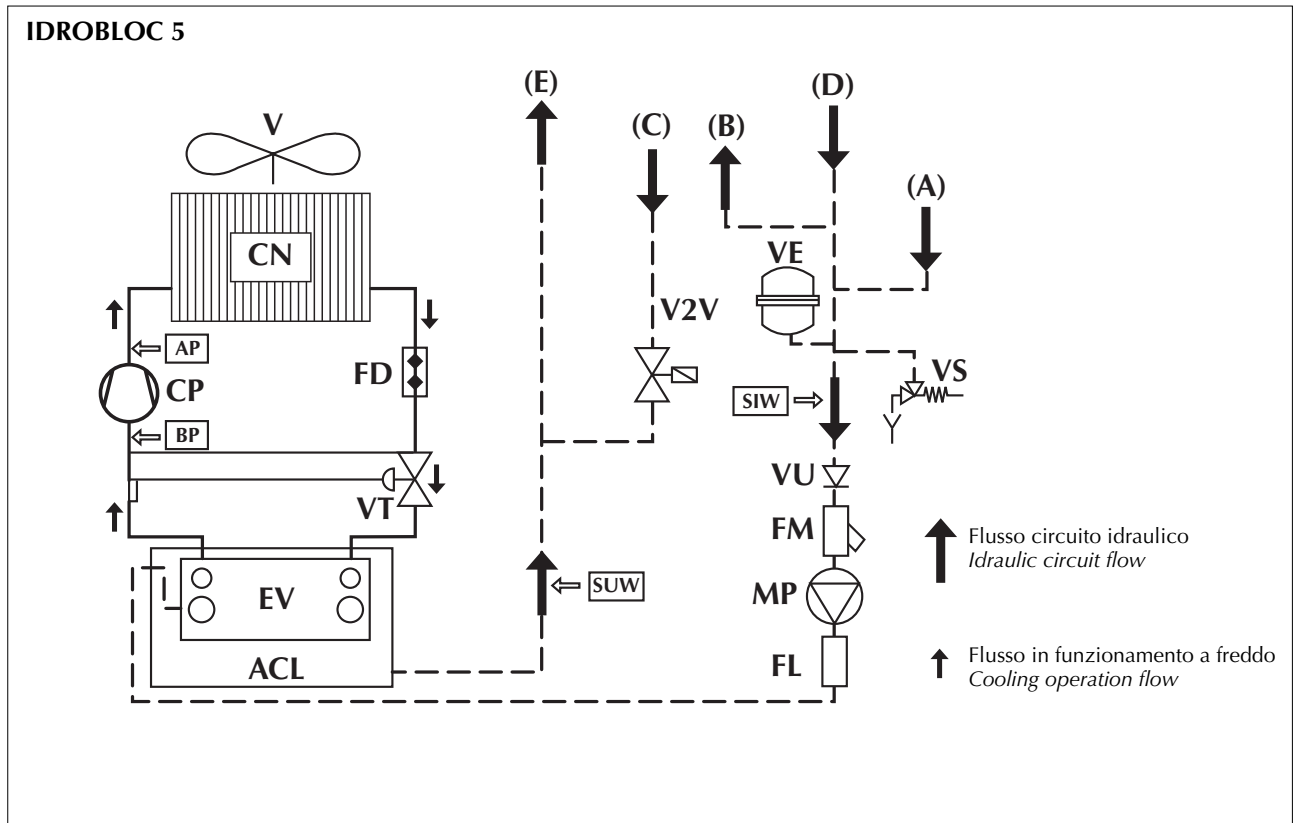 IDROBLOC 5
(E)
(D)
V
(C)
(B)
(A)
CN
VE
V2V
AP
FD
VS
CP
SIW
BP
VU
VT
FM
Flusso circuito idraulico
Idraulic circuit flow
EV
SUW
MP
ACL
FL
Flusso in funzionamento a freddo
Cooling operation flow